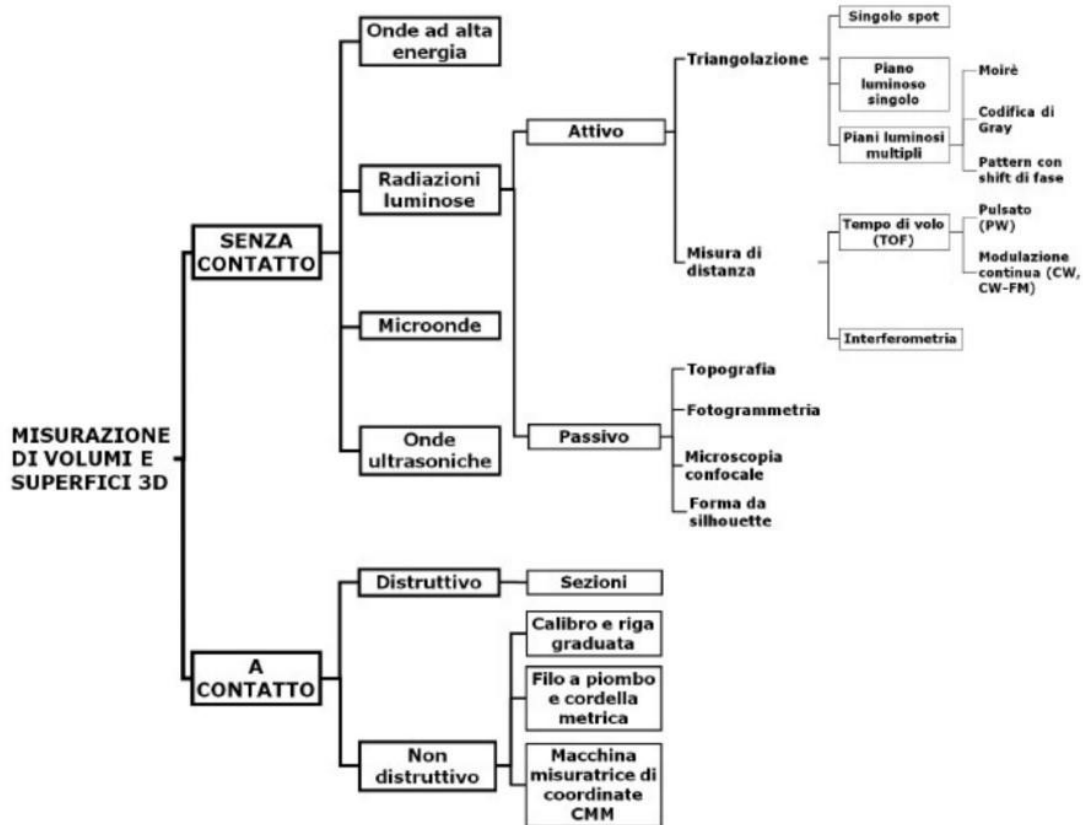 MISURAZIONE
DI VOLUMI E
SUPERFICI 3D
SENZA
CONTATTO
Onde ad alta
energia
Radiazioni
luminose
Attivo
Triangolazione
Singolo spot
Piano
luminoso
singolo
Piani luminosi
multipli
Moirè
Codifica di
Gray
Pattern con
shift di fase
Misura di
distanza
Tempo di volo
(TOF)
Pulsato
(PW)
Modulazione
continua (CW,
CW-FM)
Interferometria
Passivo
Topografia
Fotogrammetria
Microscopia
confocale
Forma da
silhouette
Microonde
Onde
ultrasoniche
A
CONTATTO
Distruttivo
Sezioni
Non
distruttivo
Calibro e riga
graduata
Filo a piombo
e cordella
metrica
Macchina
misuratrice di
coordinate
CMM